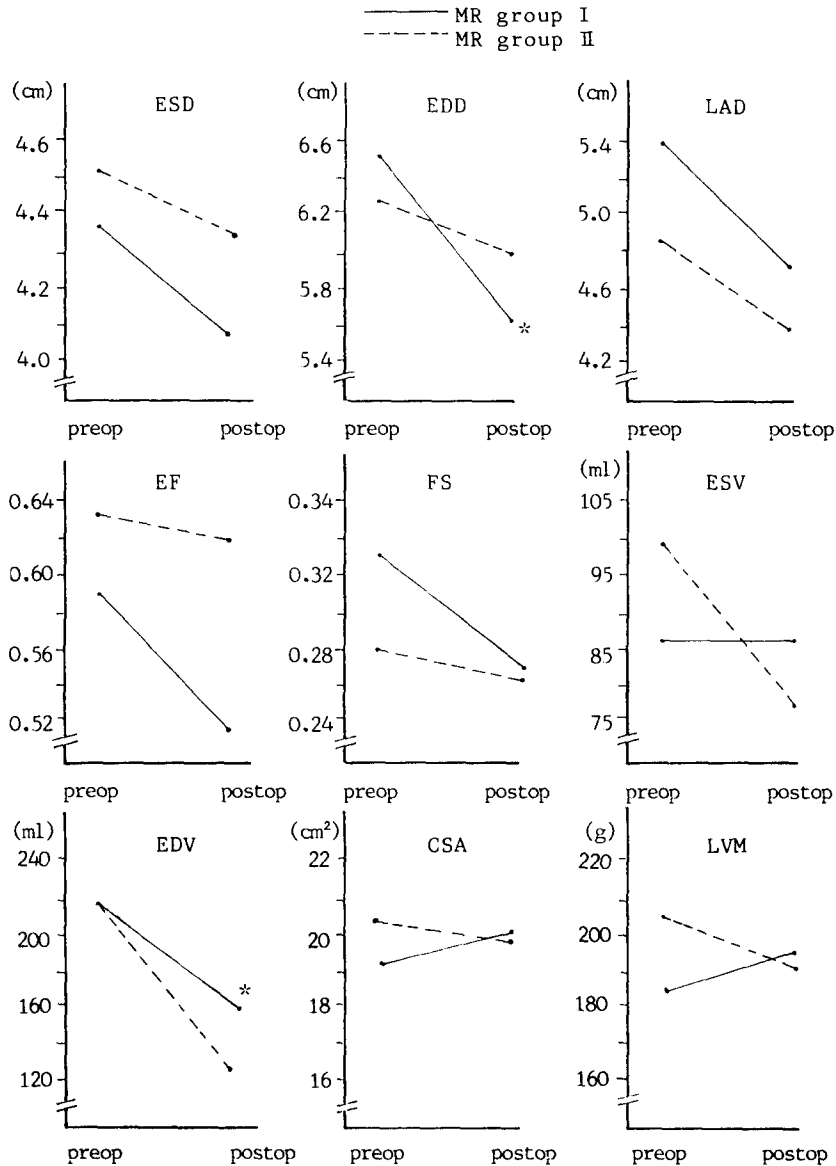 MR group I
MR group II
(cm) (cm) (cm)
ESD EDD LAD
4.6 6.6 5.4
4.4 6.2 5.0
4.2 5.8 4.6
4.0 5.4 4.2
*
preop postop preop postop preop postop
EF FS (ml) ESV
0.64 0.34 105
0.60 0.32 95
0.56 0.28 85
0.52 0.24 75
preop postop preop postop preop postop
(ml) EDV (cm²) CSA (g) LVM
240 22 220
200 20 200
*
160 18 180
120 16 160
preop postop preop postop preop postop